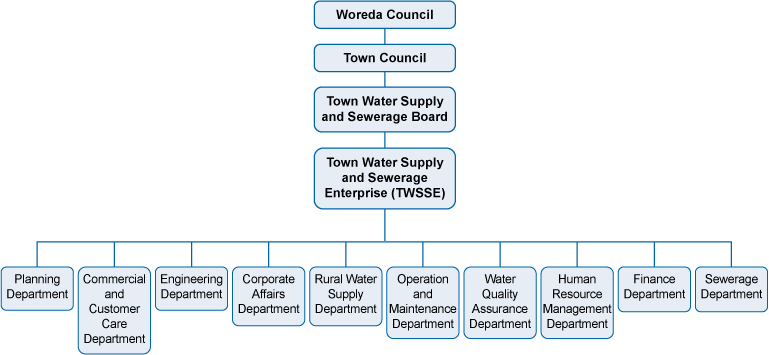 Woreda Council
Town Council
Town Water Supply
and Sewerage Board
Town Water Supply
and Sewerage
Enterprise (TWSSE)
Planning
Department
Commercial
and
Customer
Care
Department
Engineering
Department
Corporate
Affairs
Department
Rural Water
Supply
Department
Operation
and
Maintenance
Department
Water
Quality
Assurance
Department
Human
Resource
Management
Department
Finance
Department
Sewerage
Department